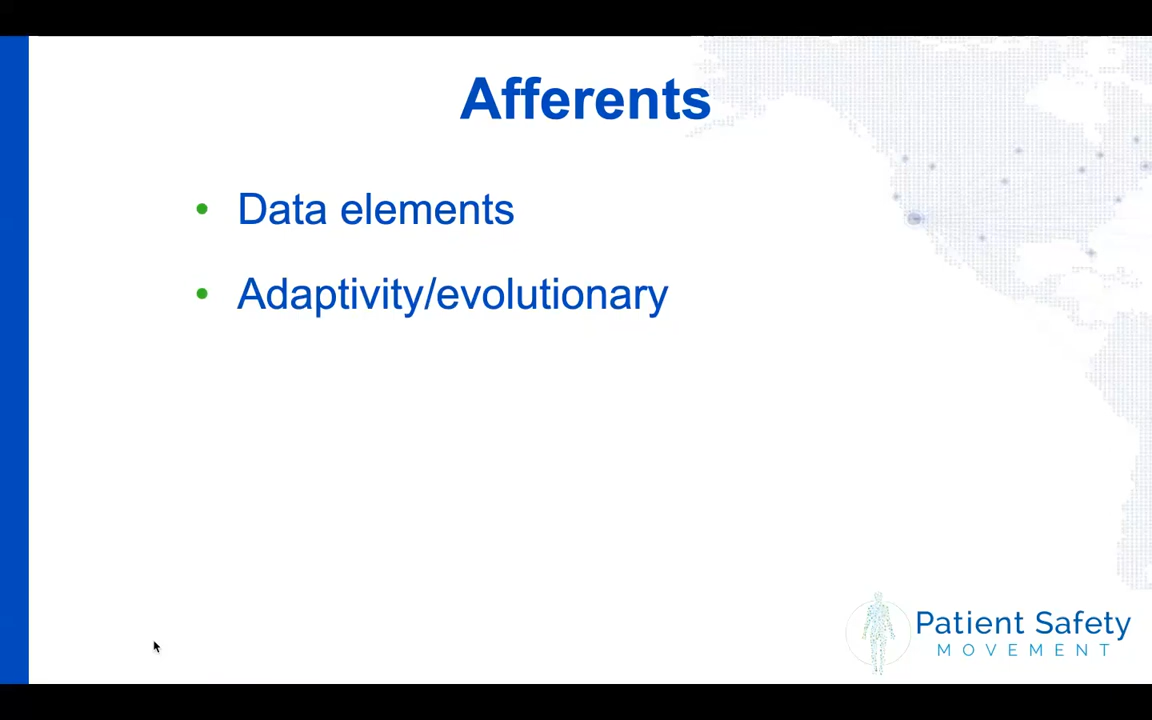 Afferents
• Data elements
• Adaptivity/evolutionary
Patient Safety
MOVEMENT